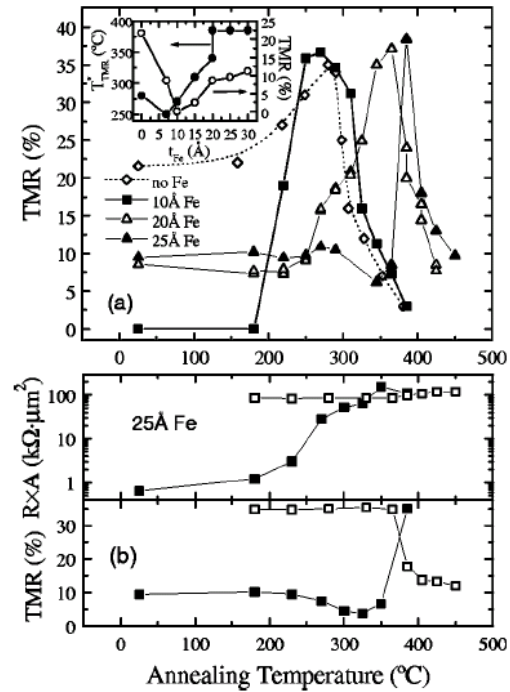 400
350
300
250
T*TMR (ºC)
25
20
15
10
5
0
TMR (%)
0 5 10 15 20 25 30
tFe (Å)
40
35
30
25
20
15
10
5
0
TMR (%)
no Fe
10Å Fe
20Å Fe
25Å Fe
(a)
0 100 200 300 400 500
100
10
1
R×A (kΩ·μm²)
25Å Fe
30
20
10
0
TMR (%)
(b)
0 100 200 300 400 500
Annealing Temperature (ºC)